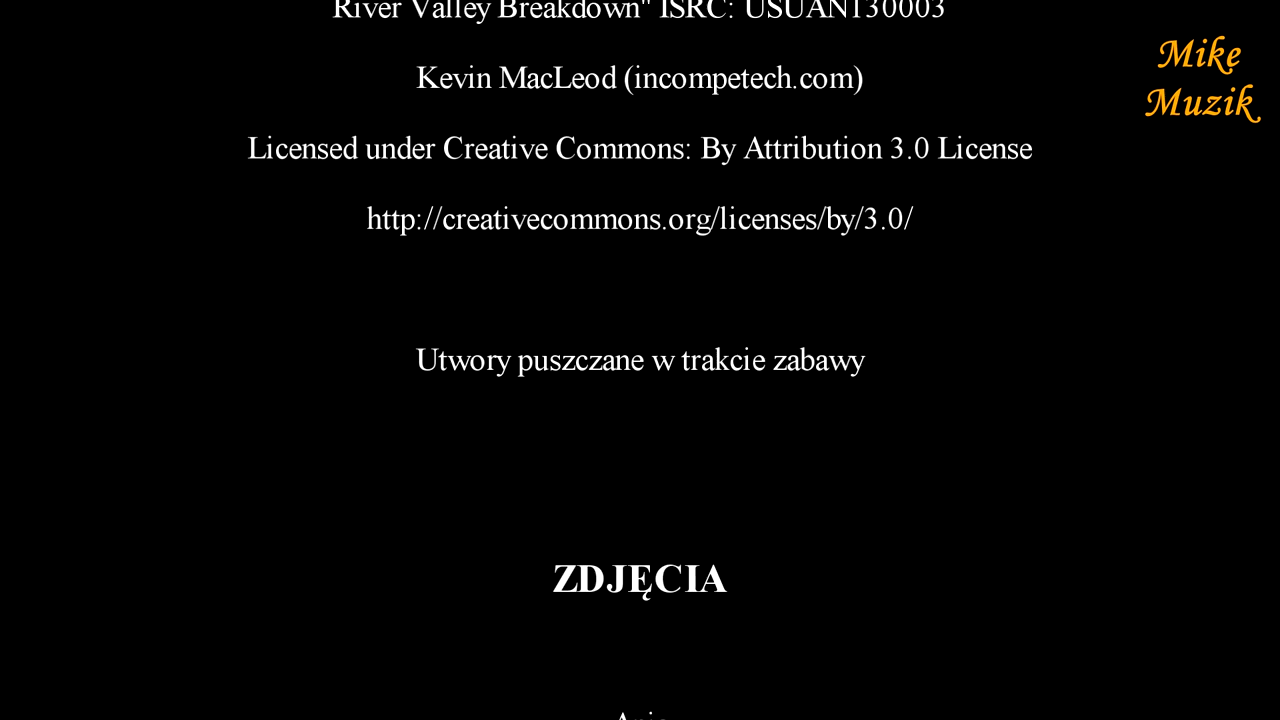 River Valley Breakdown" ISRC: USUAN130003
Kevin MacLeod (incompetech.com)
Mike
Muzik
Licensed under Creative Commons: By Attribution 3.0 License
http://creativecommons.org/licenses/by/3.0/
Utwory puszczane w trakcie zabawy
ZDJĘCIA